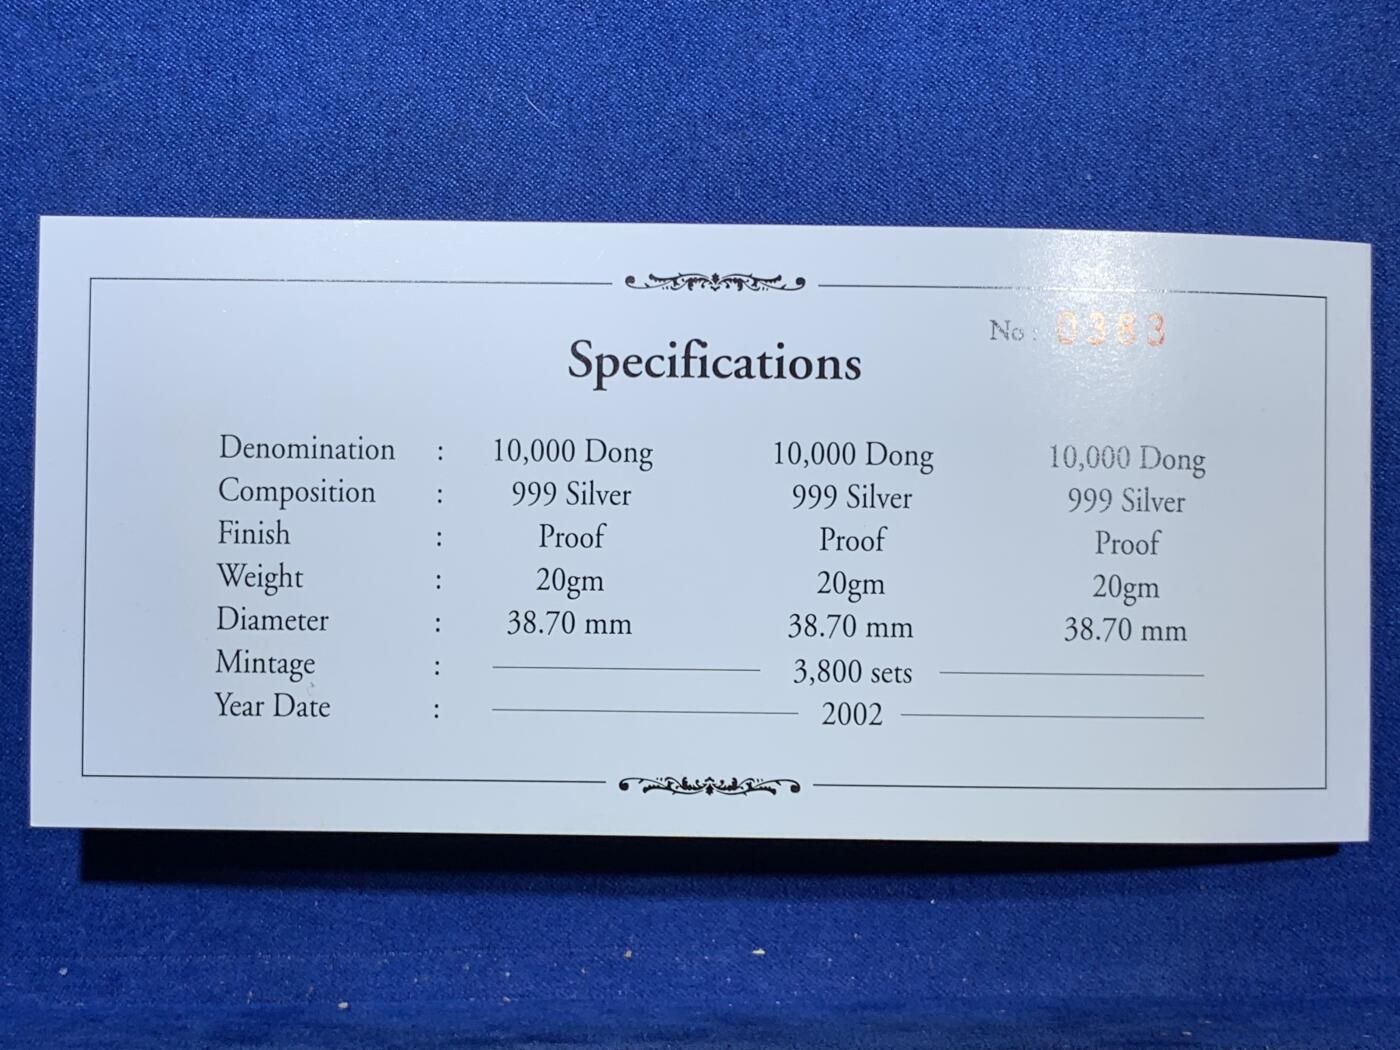 No : 0383
Specifications
Denomination : 10,000 Dong 10,000 Dong 10,000 Dong
Composition : 999 Silver 999 Silver 999 Silver
Finish : Proof Proof Proof
Weight : 20gm 20gm 20gm
Diameter : 38.70 mm 38.70 mm 38.70 mm
Mintage : 3,800 sets
Year Date : 2002